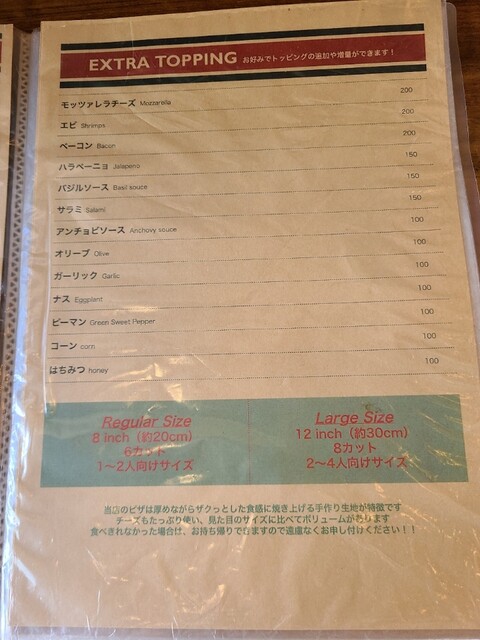 EXTRA TOPPING お好みでトッピングの追加や増量ができます！
モッツァレラチーズ Mozzarella 200
エビ Shrimps 200
ベーコン Bacon 200
ハラペーニョ Jalapeno 150
バジルソース Basil souce 150
サラミ Salami 150
アンチョビソース Anchovy souce 100
オリーブ Olive 100
ガーリック Garlic 100
ナス Eggplant 100
ピーマン Green Sweet Pepper 100
コーン corn 100
はちみつ honey 100
Regular Size
8 inch（約20cm）
6カット
1〜2人向けサイズ
Large Size
12 inch（約30cm）
8カット
2〜4人向けサイズ
当店のピザは厚めながらザクっとした食感に焼き上げる手作り生地が特徴です
チーズもたっぷり使い、見た目のサイズに比べてボリュームがあります
食べきれなかった場合は、お持ち帰りできますので遠慮なくお申し付けください！！